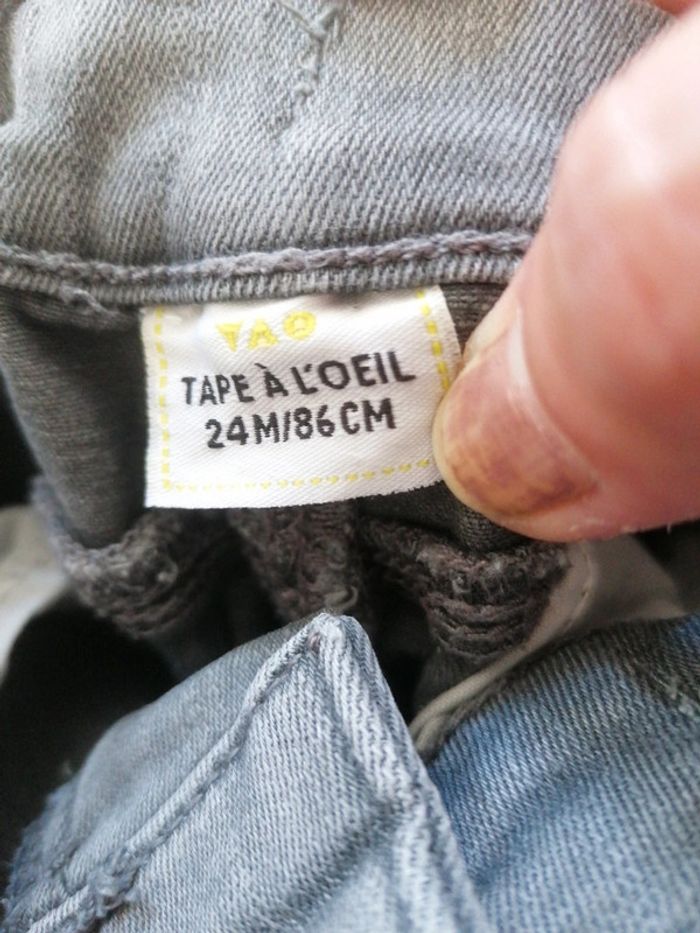 TAO
TAPE À L'OEIL
24M/86CM